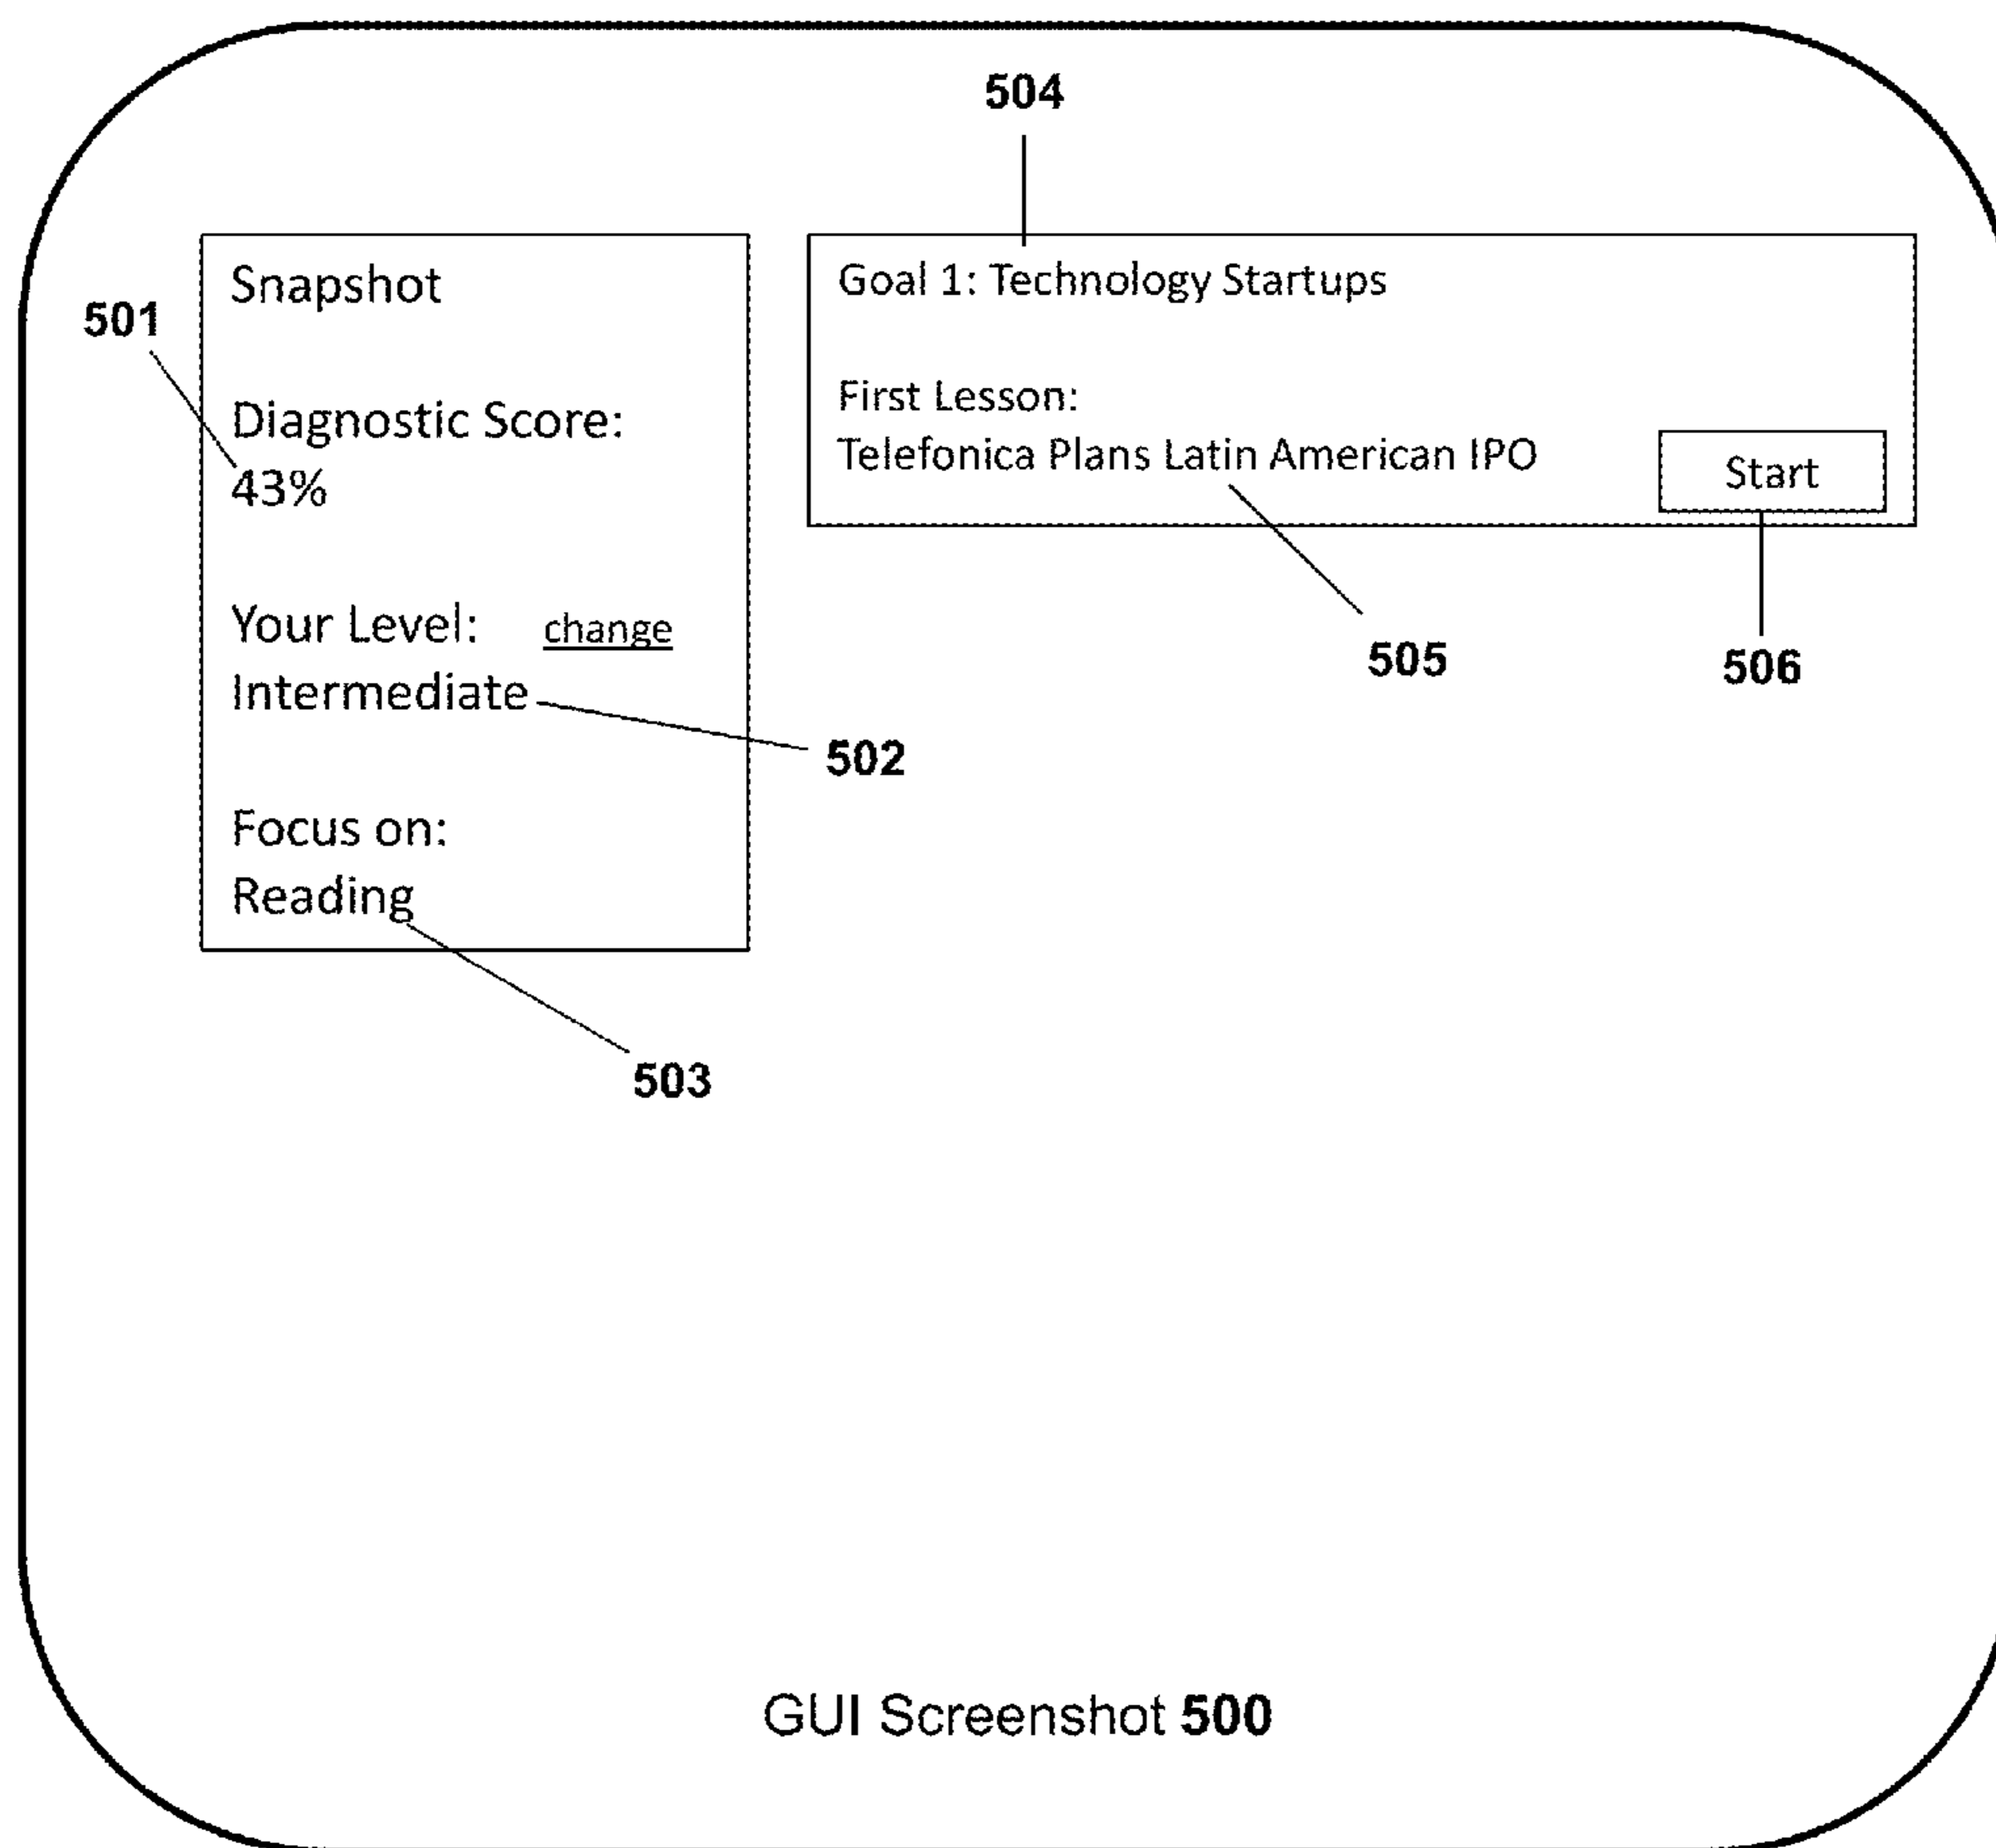 504
Snapshot
501
Diagnostic Score:
43%
Your Level: change
Intermediate
502
Focus on:
Reading
503
Goal 1: Technology Startups
First Lesson:
Telefonica Plans Latin American IPO
Start
505
506
GUI Screenshot 500